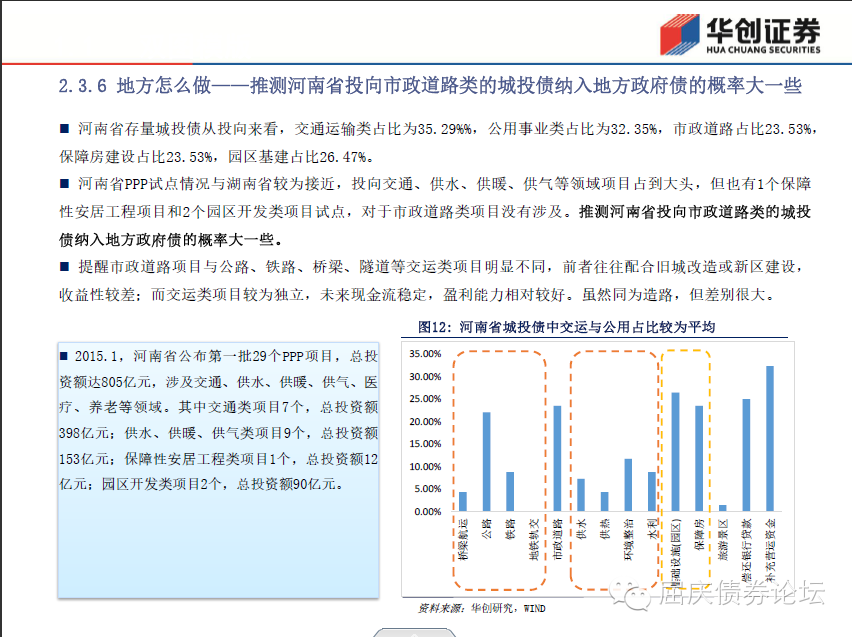 华创证券
HUA CHUANG SECURITIES
2.3.6 地方怎么做——推测河南省投向市政道路类的城投债纳入地方政府债的概率大一些
■ 河南省存量城投债从投向来看，交通运输类占比为35.29%%，公用事业类占比为32.35%，市政道路占比23.53%，
保障房建设占比23.53%，园区基建占比26.47%。
■ 河南省PPP试点情况与湖南省较为接近，投向交通、供水、供暖、供气等领域项目占到大头，但也有1个保障
性安居工程项目和2个园区开发类项目试点，对于市政道路类项目没有涉及。推测河南省投向市政道路类的城投
债纳入地方政府债的概率大一些。
■ 提醒市政道路项目与公路、铁路、桥梁、隧道等交运类项目明显不同，前者往往配合旧城改造或新区建设，
收益性较差；而交运类项目较为独立，未来现金流稳定，盈利能力相对较好。虽然同为造路，但差别很大。
■ 2015.1，河南省公布第一批29个PPP项目，总投
资额达805亿元，涉及交通、供水、供暖、供气、医
疗、养老等领域。其中交通类项目7个，总投资额
398亿元；供水、供暖、供气类项目9个，总投资额
153亿元；保障性安居工程类项目1个，总投资额12
亿元；园区开发类项目2个，总投资额90亿元。
图12：河南省城投债中交运与公用占比较为平均
35.00%
30.00%
25.00%
20.00%
15.00%
10.00%
5.00%
0.00%
桥梁航运
公路
铁路
地铁轨交
市政道路
供水
供热
环境整治
水利
基础设施(园区)
保障房
旅游景区
偿还银行贷款
补充营运资金
资料来源：华创研究，WIND
屈庆债券论坛